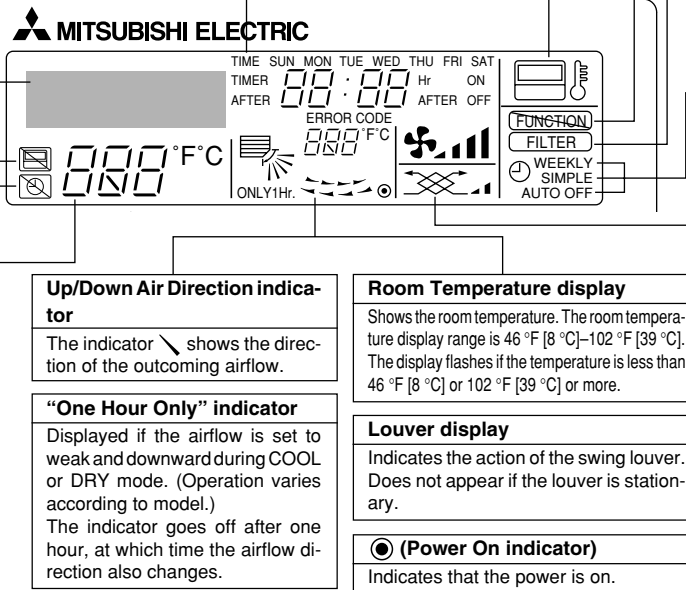 MITSUBISHI ELECTRIC
TIME SUN MON TUE WED THU FRI SAT
TIMER Hr ON
AFTER AFTER OFF
ERROR CODE
°F°C
°F°C
ONLY1Hr.
FUNCTION
FILTER
WEEKLY
SIMPLE
AUTO OFF
Up/Down Air Direction indica-
tor
The indicator shows the direc-
tion of the outcoming airflow.
“One Hour Only” indicator
Displayed if the airflow is set to
weak and downward during COOL
or DRY mode. (Operation varies
according to model.)
The indicator goes off after one
hour, at which time the airflow di-
rection also changes.
Room Temperature display
Shows the room temperature. The room tempera-
ture display range is 46 °F [8 °C]–102 °F [39 °C].
The display flashes if the temperature is less than
46 °F [8 °C] or 102 °F [39 °C] or more.
Louver display
Indicates the action of the swing louver.
Does not appear if the louver is station-
ary.
(Power On indicator)
Indicates that the power is on.